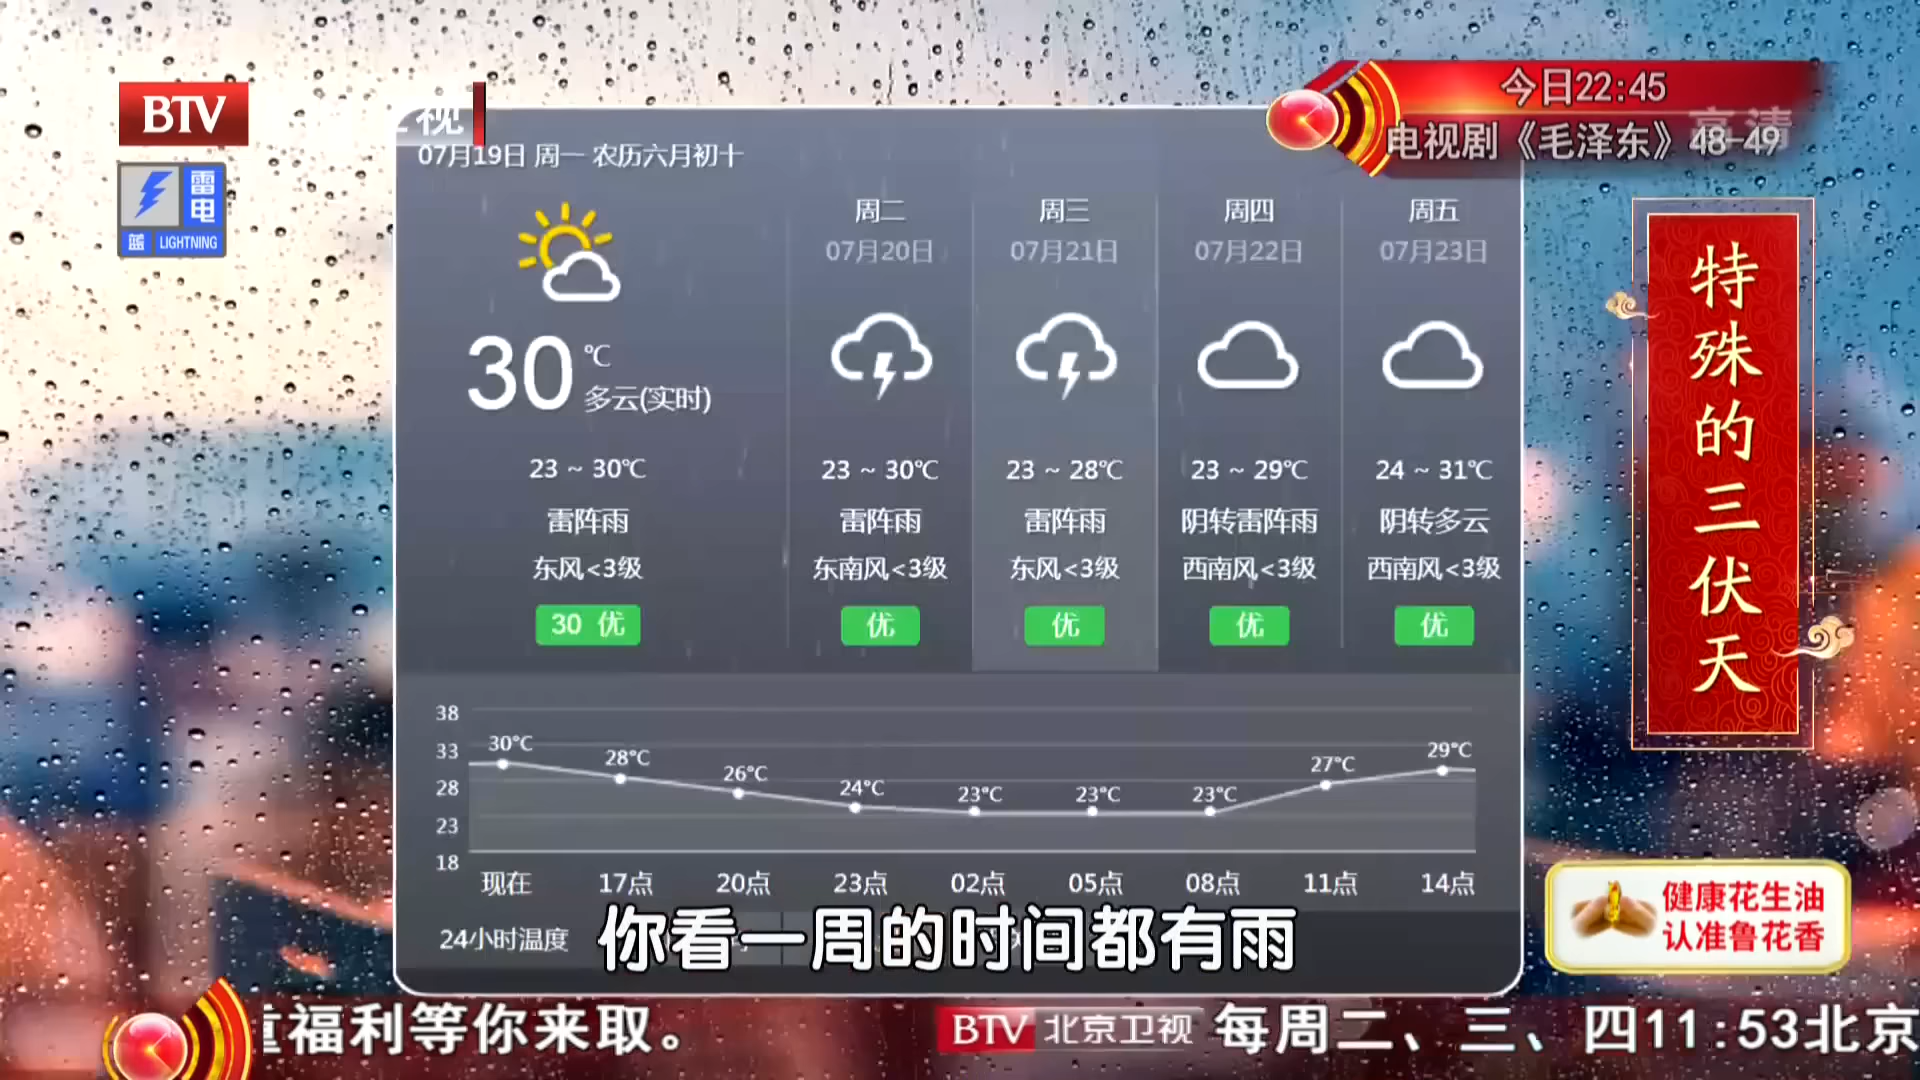 BTV
卫视
今日22:45
电视剧《毛泽东》48-49
高清
雷电
蓝 LIGHTNING
07月19日 周一 农历六月初十
30
℃
多云(实时)
23 ~ 30℃
雷阵雨
东风<3级
30 优
周二
07月20日
23 ~ 30℃
雷阵雨
东南风<3级
优
周三
07月21日
23 ~ 28℃
雷阵雨
东风<3级
优
周四
07月22日
23 ~ 29℃
阴转雷阵雨
西南风<3级
优
周五
07月23日
24 ~ 31℃
阴转多云
西南风<3级
优
特殊的三伏天
38
33
28
23
18
30°C 28°C 26°C 24°C 23°C 23°C 23°C 27°C 29°C
现在 17点 20点 23点 02点 05点 08点 11点 14点
24小时温度
你看一周的时间都有雨
健康花生油
认准鲁花香
福利等你来取。
BTV 北京卫视 每周二、三、四11:53北京